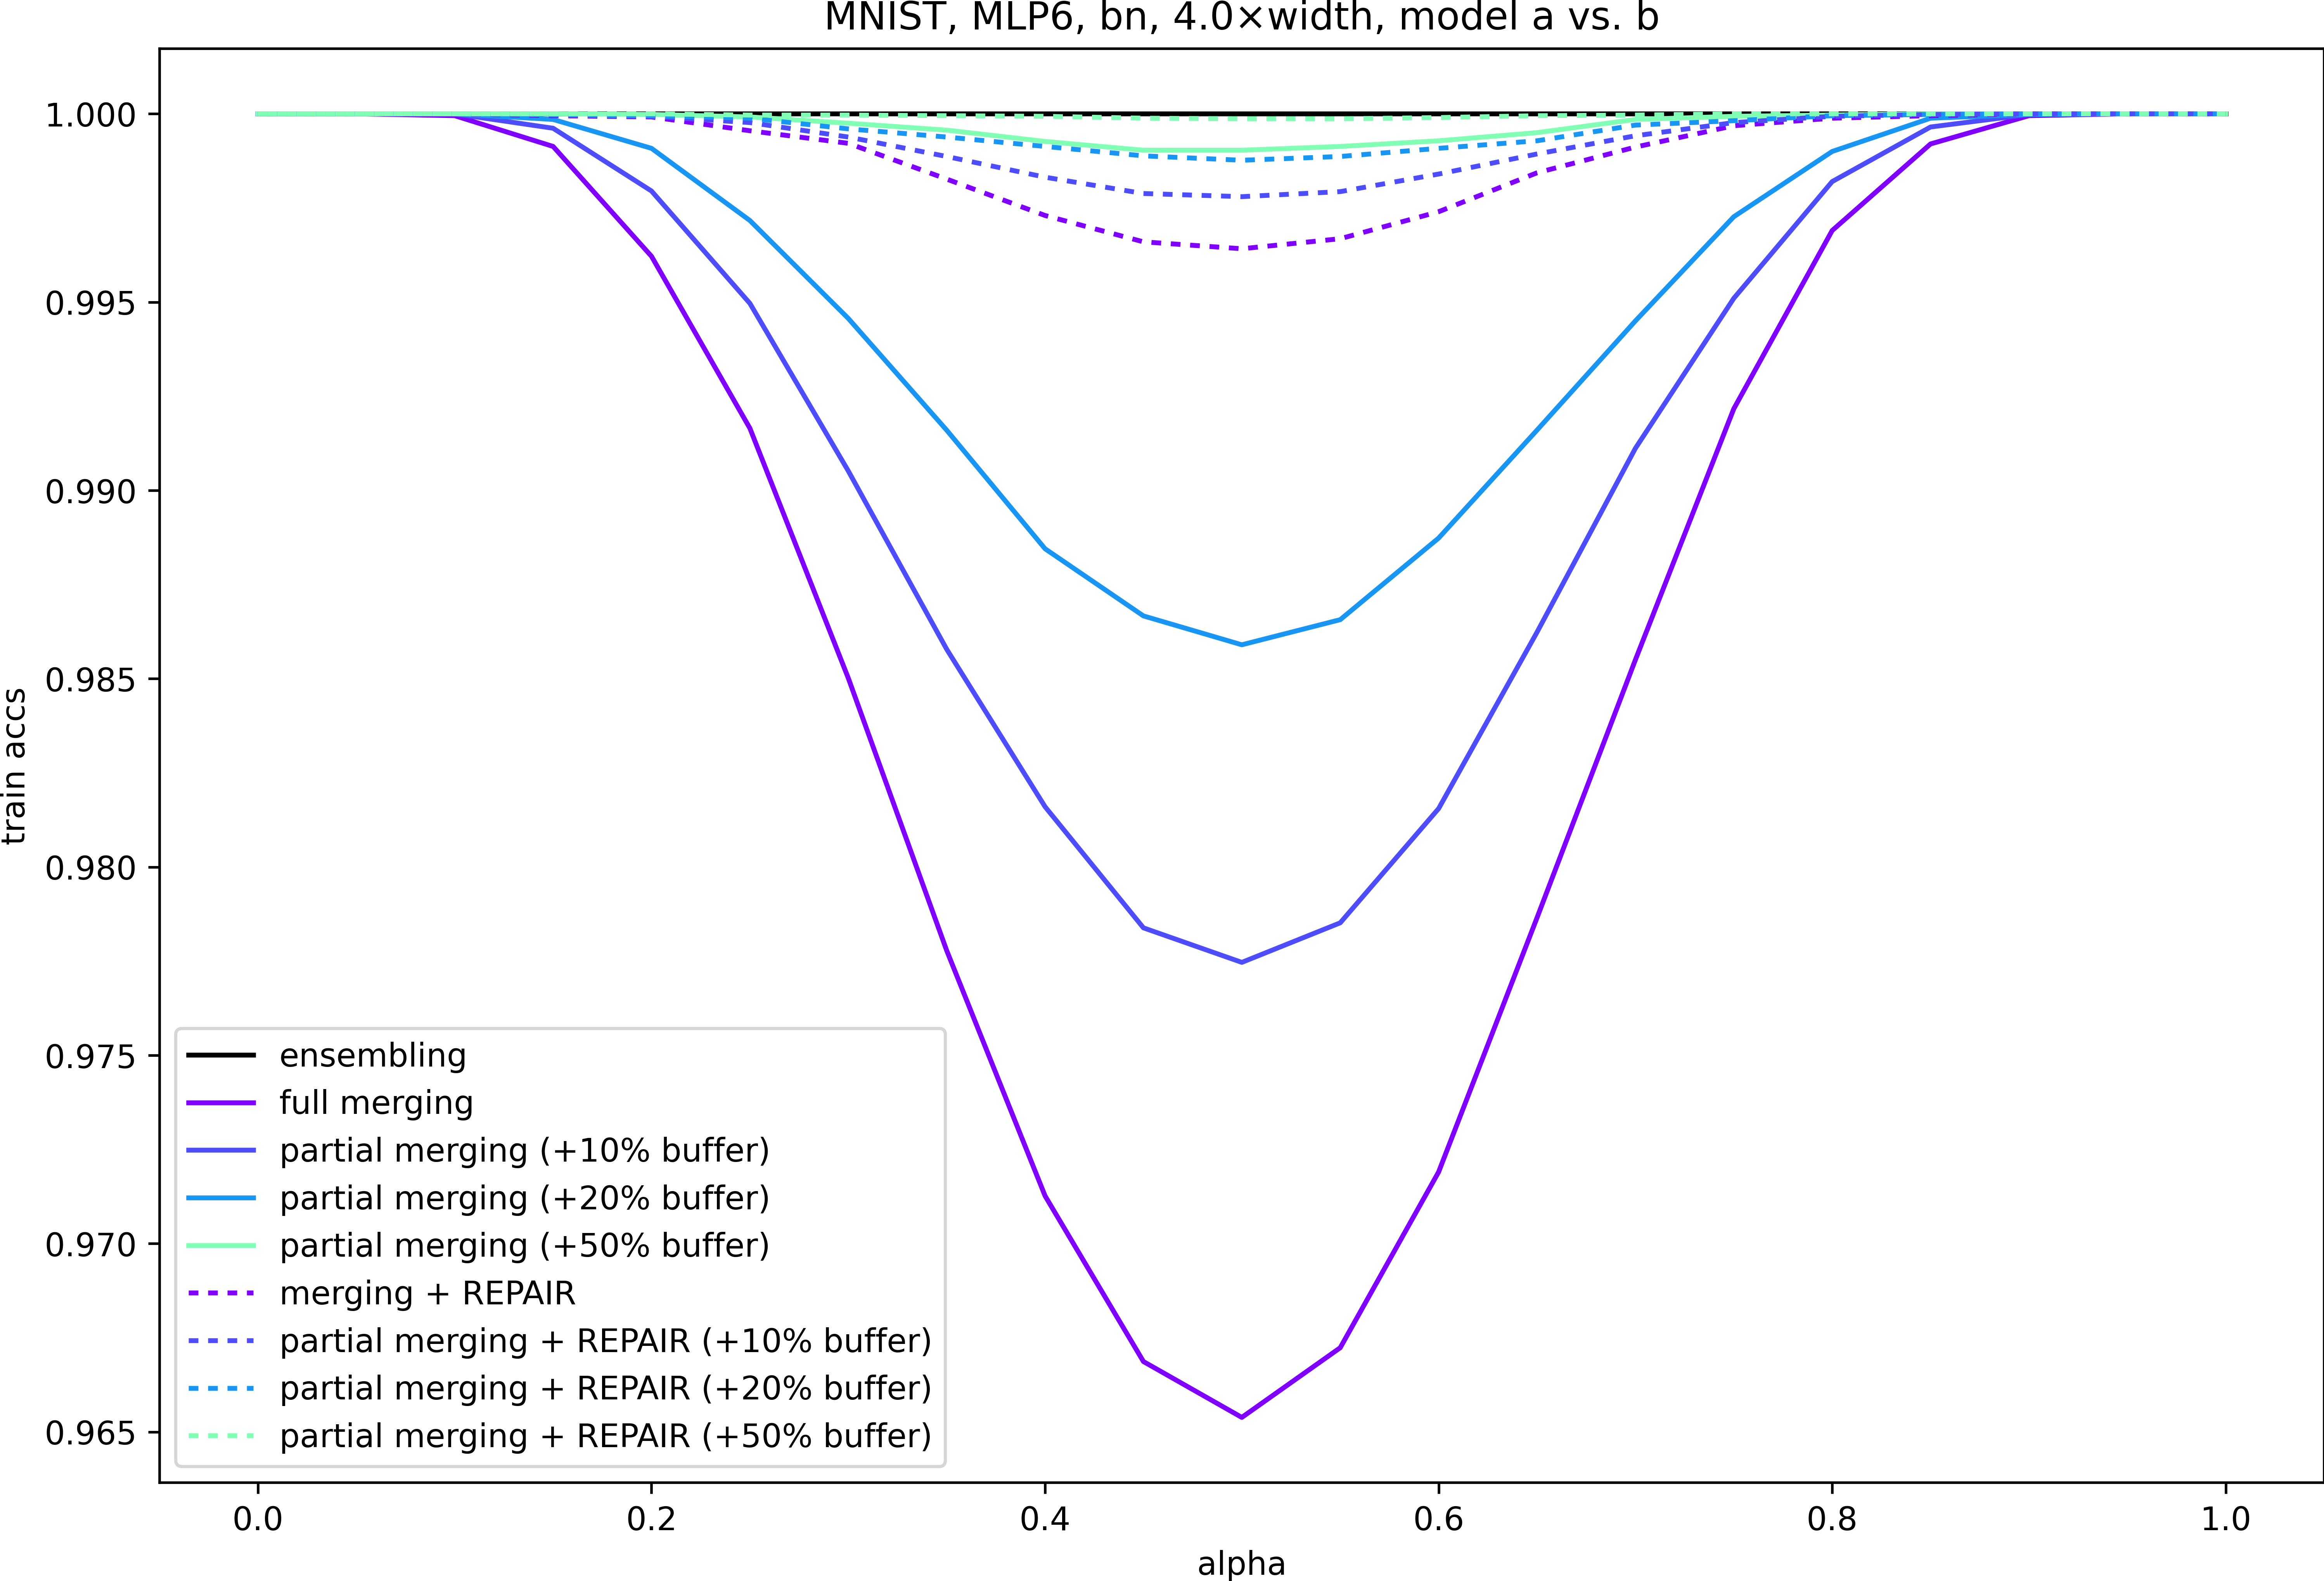 MNIST, MLP6, bn, 4.0×width, model a vs. b
train accs
1.000
0.995
0.990
0.985
0.980
0.975
0.970
0.965
ensembling
full merging
partial merging (+10% buffer)
partial merging (+20% buffer)
partial merging (+50% buffer)
merging + REPAIR
partial merging + REPAIR (+10% buffer)
partial merging + REPAIR (+20% buffer)
partial merging + REPAIR (+50% buffer)
0.0 0.2 0.4 0.6 0.8 1.0
alpha